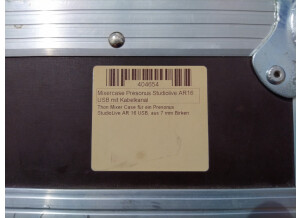 404654
Mixercase Presonus Studiolive AR16
USB mit Kabelkanal
Thon Mixer Case für ein Presonus
StudioLive AR 16 USB, aus 7 mm Birken